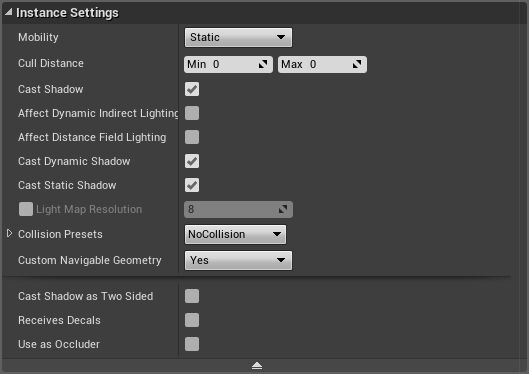 Instance Settings
Mobility Static
Cull Distance Min 0 Max 0
Cast Shadow
Affect Dynamic Indirect Lighting
Affect Distance Field Lighting
Cast Dynamic Shadow
Cast Static Shadow
Light Map Resolution 8
Collision Presets NoCollision
Custom Navigable Geometry Yes
Cast Shadow as Two Sided
Receives Decals
Use as Occluder